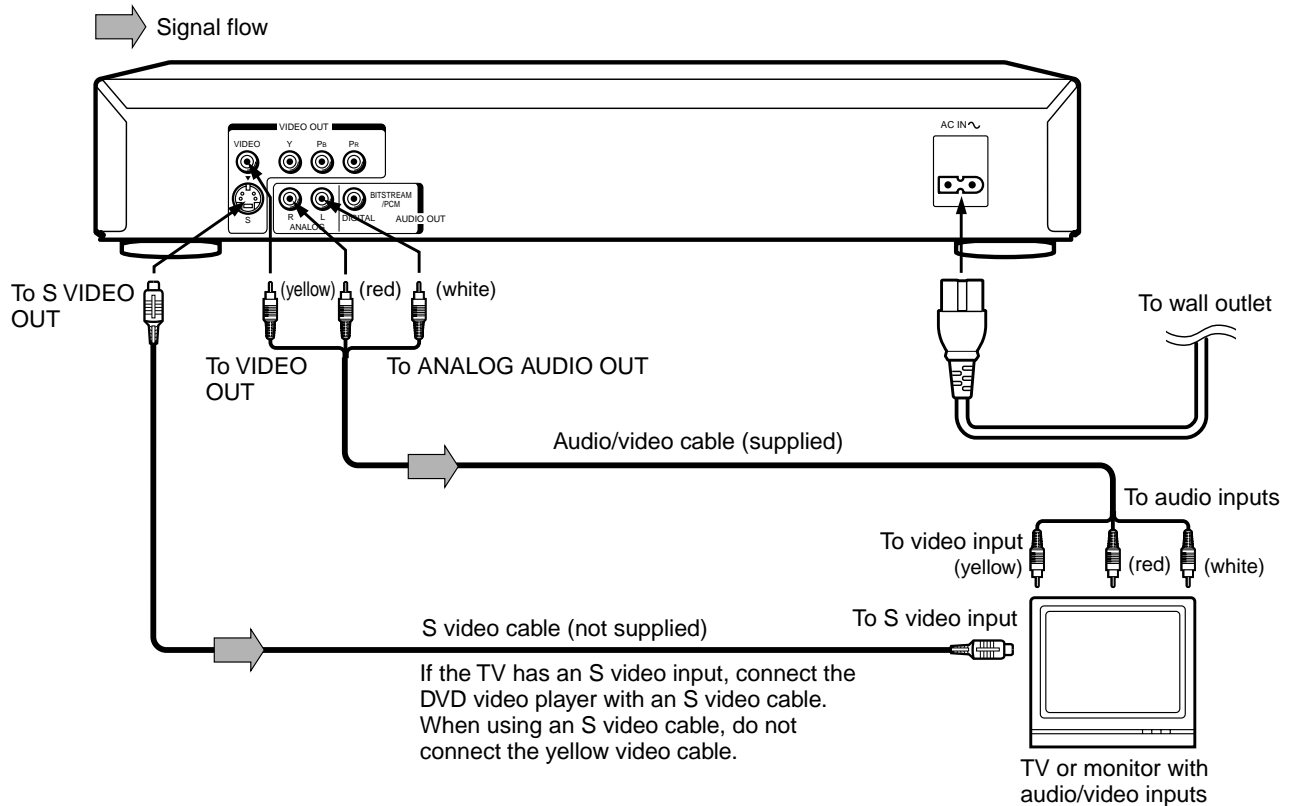 Signal flow
VIDEO OUT
VIDEO
Y
PB
PR
AC IN
S
R
L
ANALOG
DIGITAL
BITSTREAM
/PCM
AUDIO OUT
To S VIDEO
OUT
(yellow)
(red)
(white)
To VIDEO
OUT
To ANALOG AUDIO OUT
To wall outlet
Audio/video cable (supplied)
To audio inputs
To video input
(yellow)
(red)
(white)
To S video input
S video cable (not supplied)
If the TV has an S video input, connect the
DVD video player with an S video cable.
When using an S video cable, do not
connect the yellow video cable.
TV or monitor with
audio/video inputs